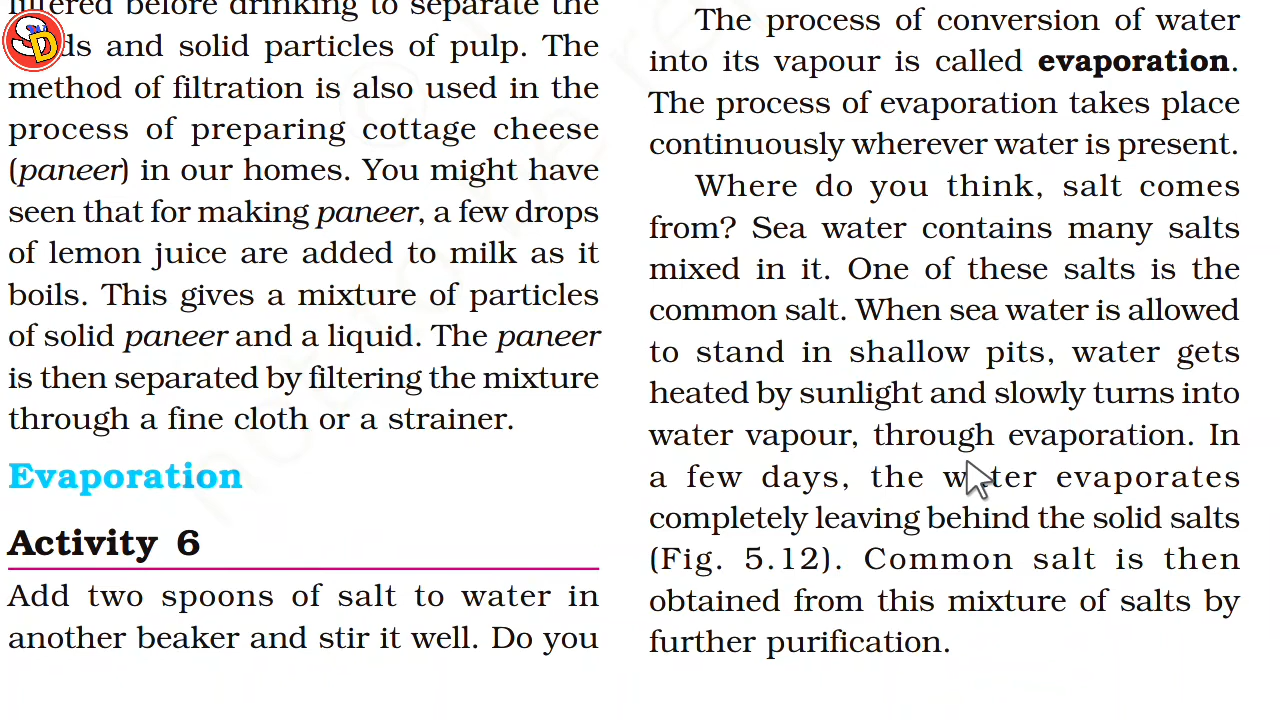 filtered before drinking to separate the
and solid particles of pulp. The
method of filtration is also used in the
process of preparing cottage cheese
(paneer) in our homes. You might have
seen that for making paneer, a few drops
of lemon juice are added to milk as it
boils. This gives a mixture of particles
of solid paneer and a liquid. The paneer
is then separated by filtering the mixture
through a fine cloth or a strainer.
Evaporation
Activity 6
Add two spoons of salt to water in
another beaker and stir it well. Do you
The process of conversion of water
into its vapour is called evaporation.
The process of evaporation takes place
continuously wherever water is present.
Where do you think, salt comes
from? Sea water contains many salts
mixed in it. One of these salts is the
common salt. When sea water is allowed
to stand in shallow pits, water gets
heated by sunlight and slowly turns into
water vapour, through evaporation. In
a few days, the water evaporates
completely leaving behind the solid salts
(Fig. 5.12). Common salt is then
obtained from this mixture of salts by
further purification.